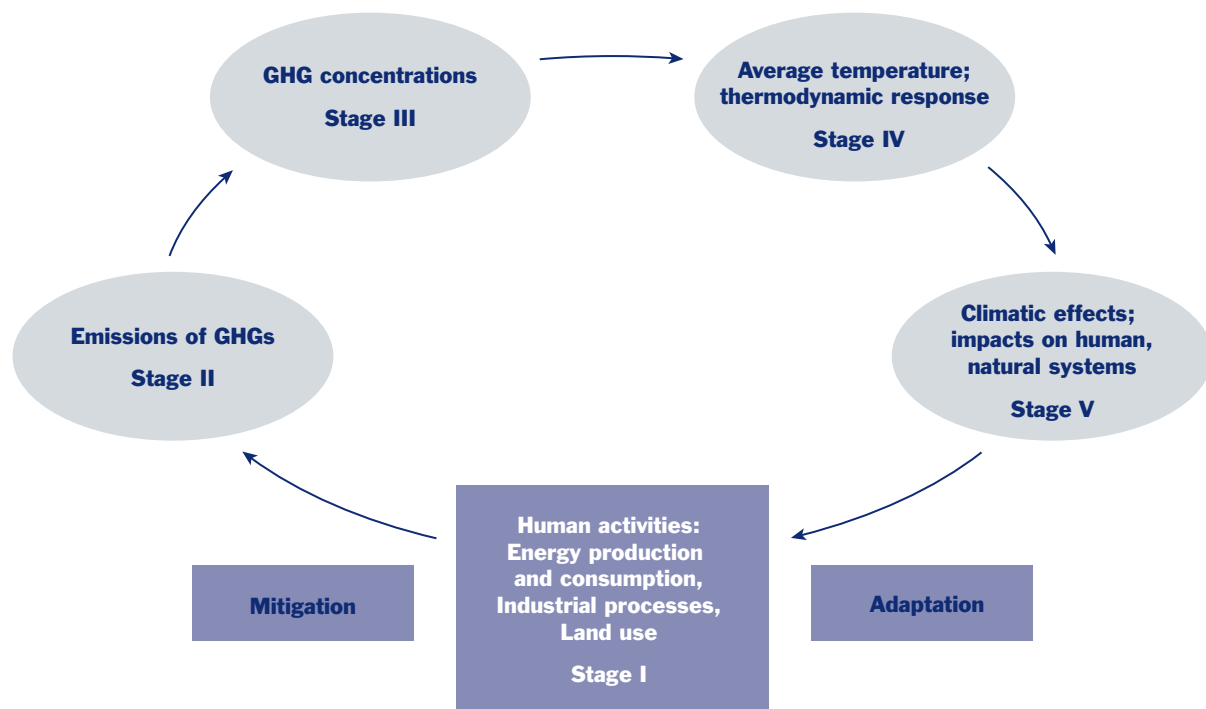 GHG concentrations
Stage III
Average temperature;
thermodynamic response
Stage IV
Emissions of GHGs
Stage II
Climatic effects;
impacts on human,
natural systems
Stage V
Mitigation
Human activities:
Energy production
and consumption,
Industrial processes,
Land use
Stage I
Adaptation